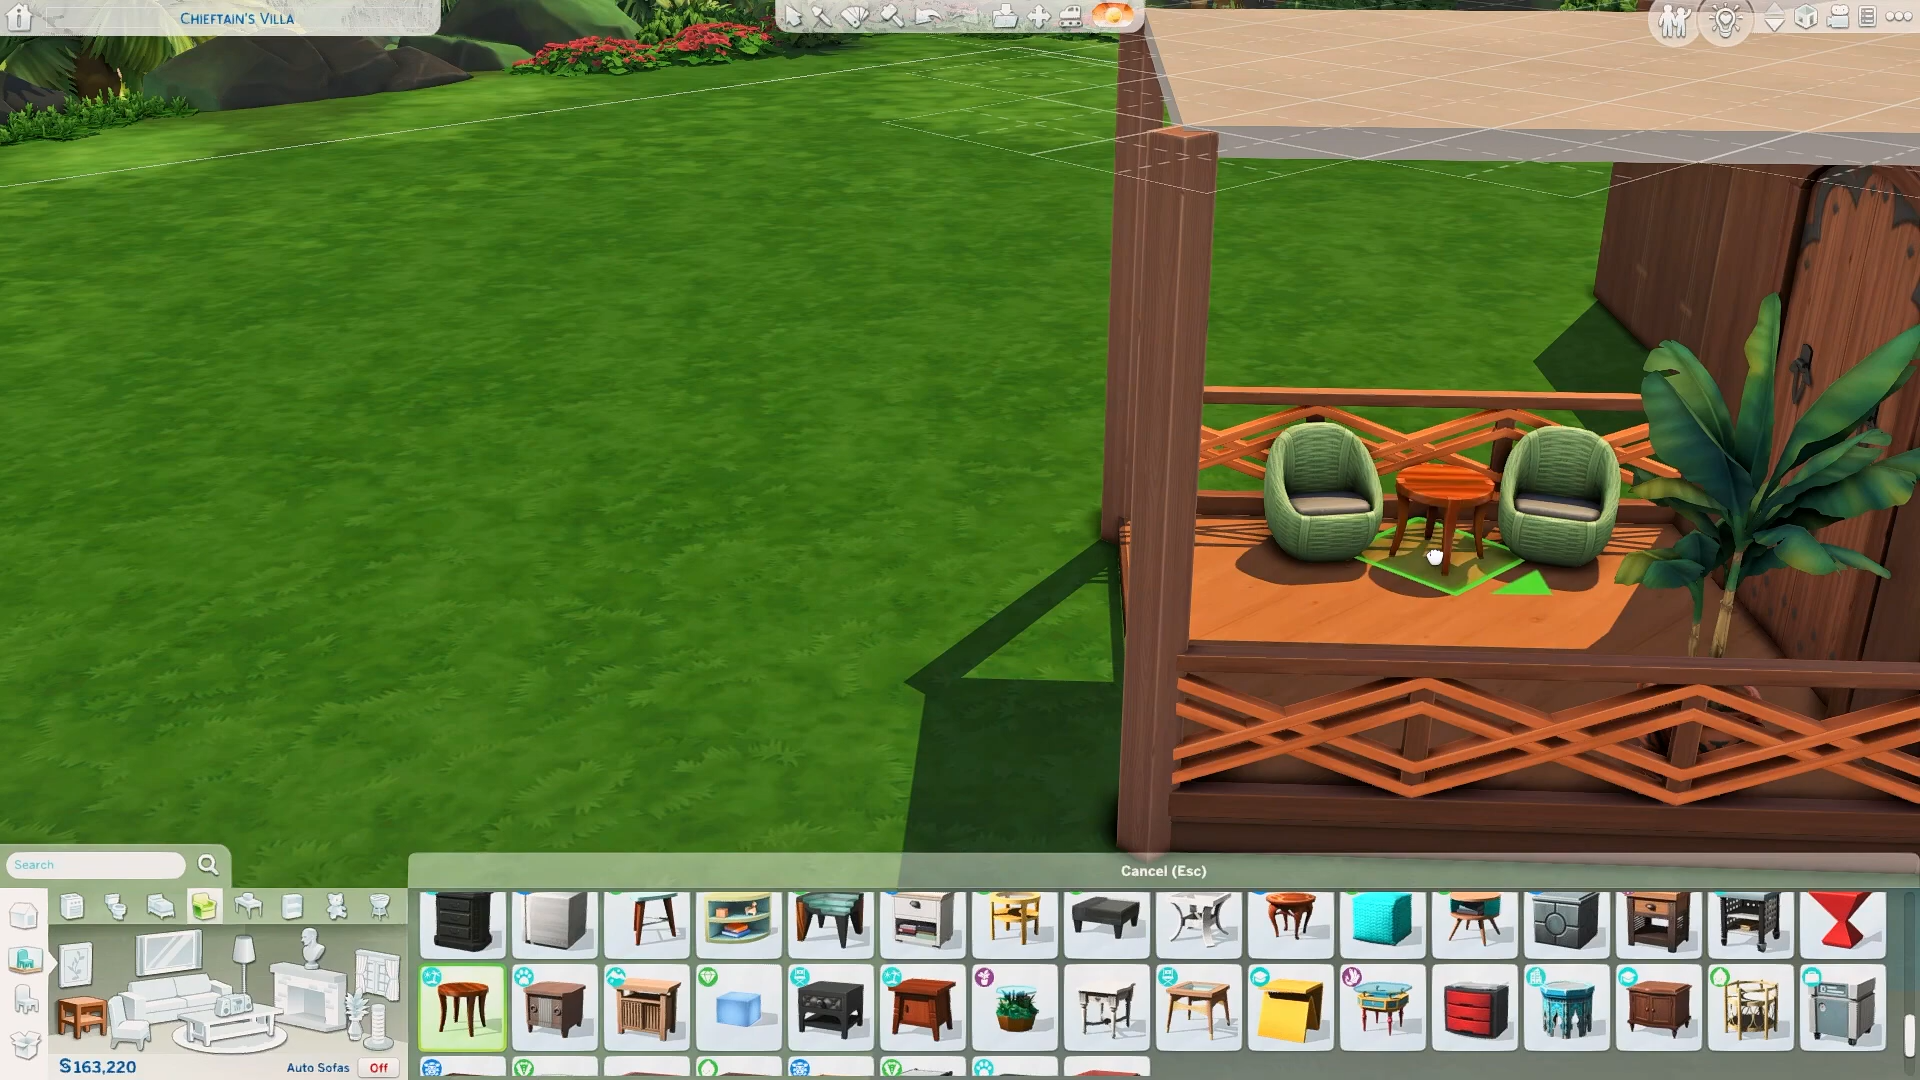 Chieftain's Villa
Cancel (Esc)
Search
§163,220
Auto Sofas Off